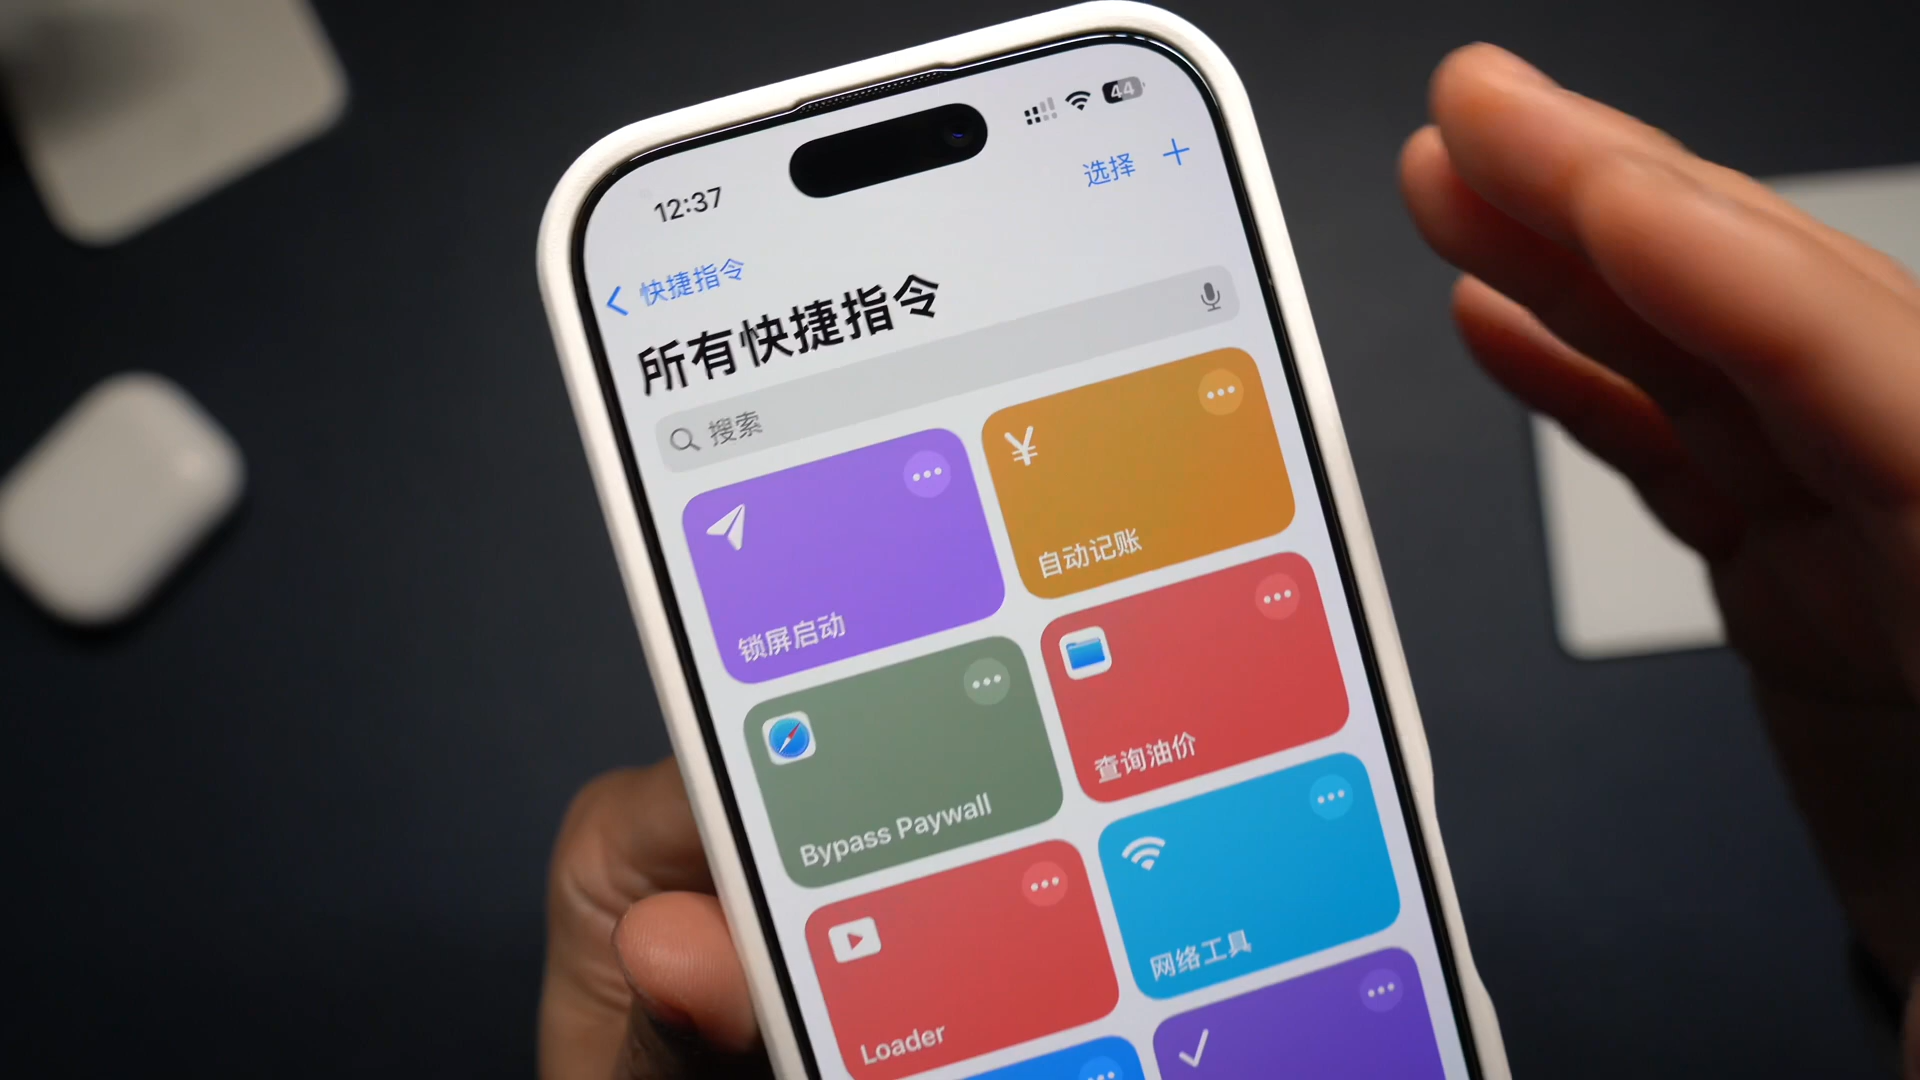 12:37
44
选择
快捷指令
所有快捷指令
搜索
锁屏启动
自动记账
Bypass Paywall
查询油价
Loader
网络工具